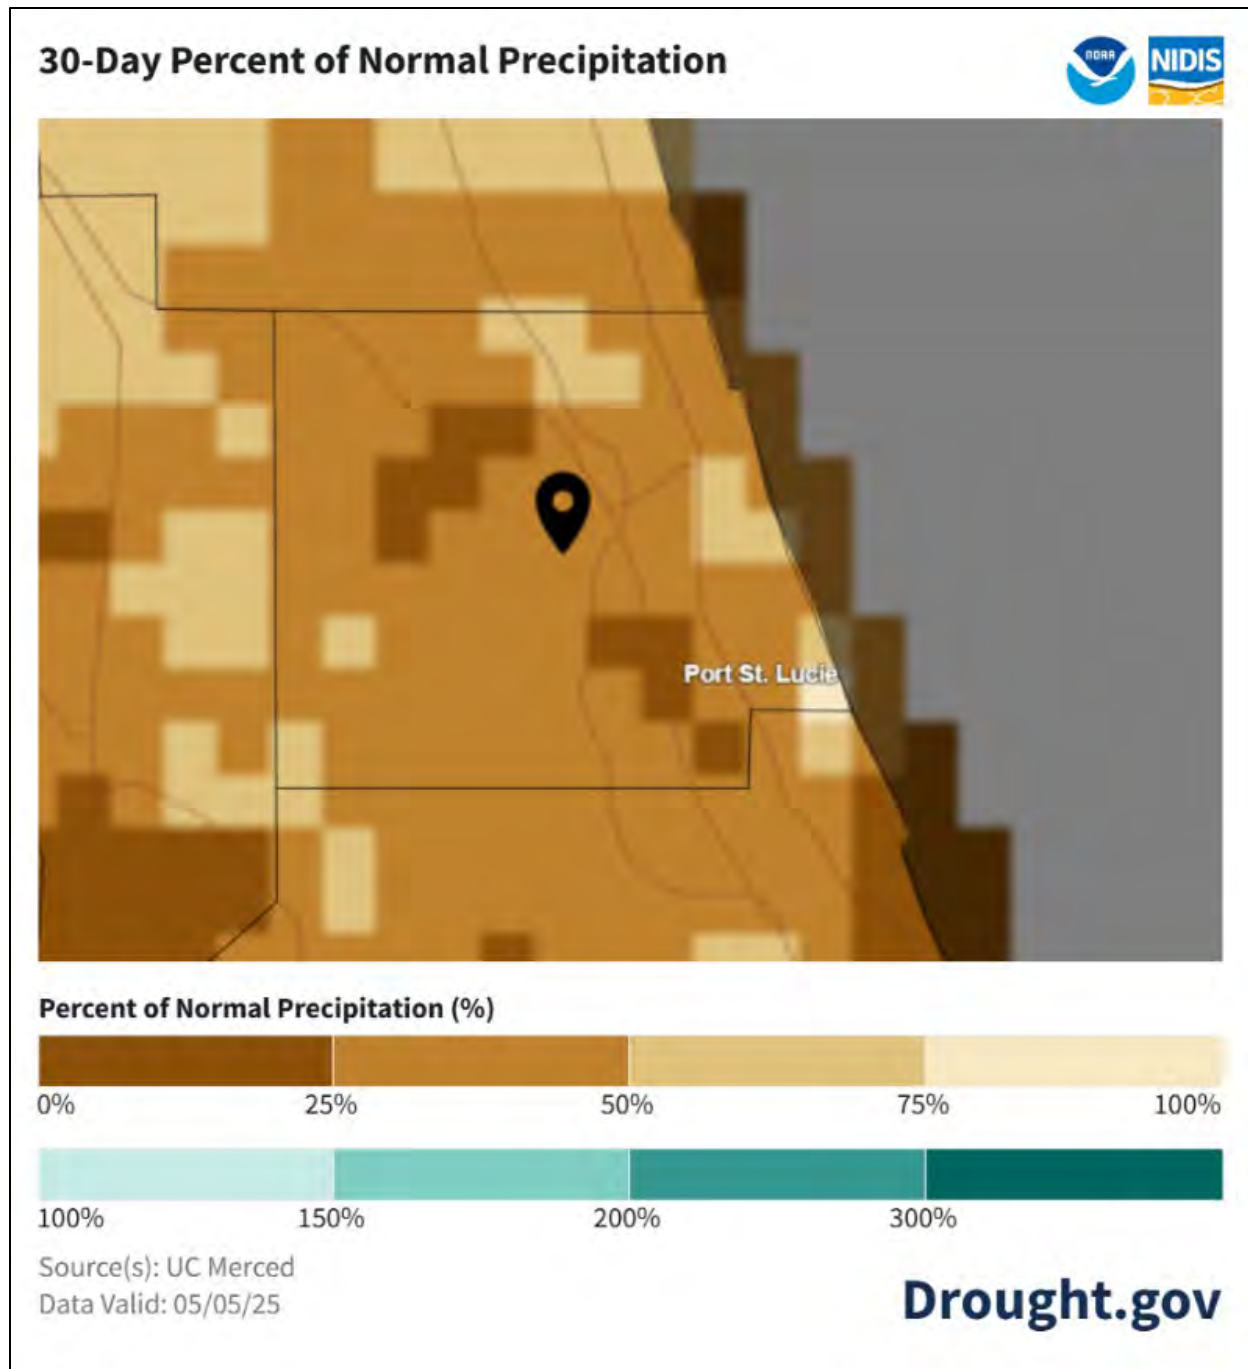 30-Day Percent of Normal Precipitation
NOAA
NIDIS
Port St. Lucie
Percent of Normal Precipitation (%)
0% 25% 50% 75% 100%
100% 150% 200% 300%
Source(s): UC Merced
Data Valid: 05/05/25
Drought.gov